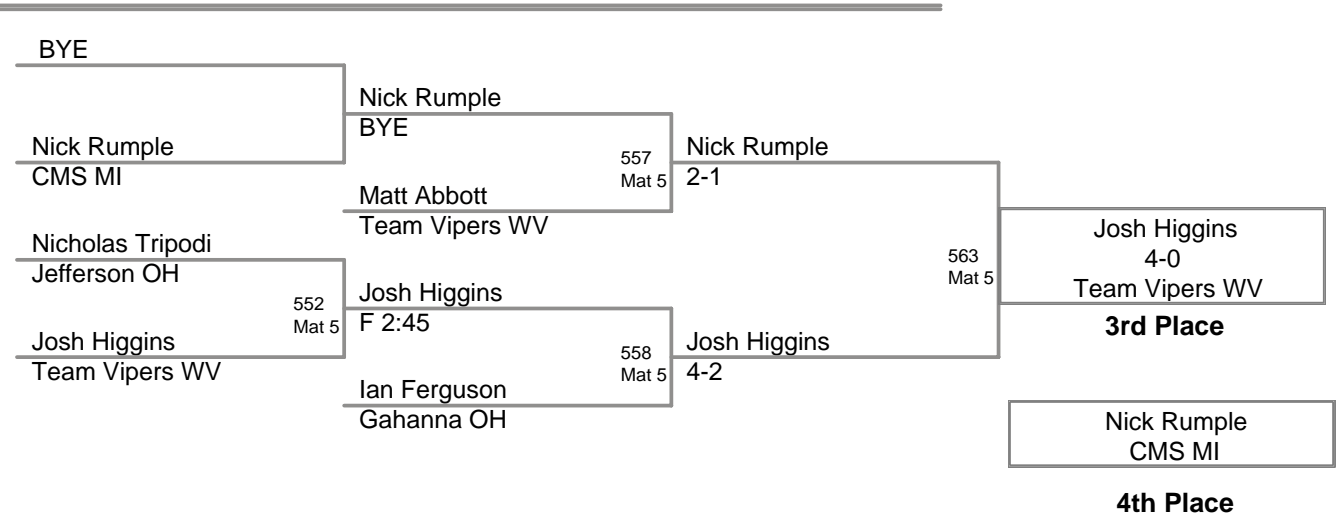 BYE
Nick Rumple
CMS MI
Nicholas Tripodi
Jefferson OH
552
Mat 5
Josh Higgins
Team Vipers WV
Nick Rumple
BYE
557
Mat 5
Matt Abbott
Team Vipers WV
Josh Higgins
F 2:45
558
Mat 5
Ian Ferguson
Gahanna OH
Nick Rumple
2-1
563
Mat 5
Josh Higgins
4-2
Josh Higgins
4-0
Team Vipers WV
3rd Place
Nick Rumple
CMS MI
4th Place